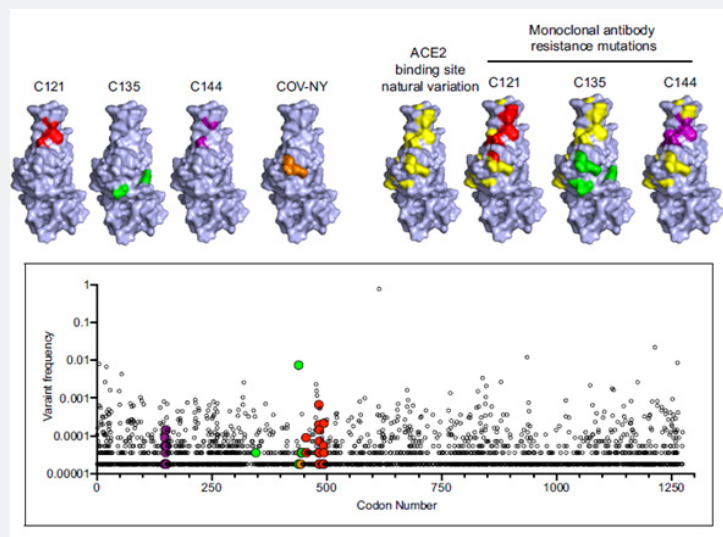 Monoclonal antibody
resistance mutations
ACE2
binding site
natural variation
C121 C135 C144 COV-NY C121 C135 C144
Varaint frequency
1
0.1
0.01
0.001
0.0001
0.00001
0 250 500 750 1000 1250
Codon Number